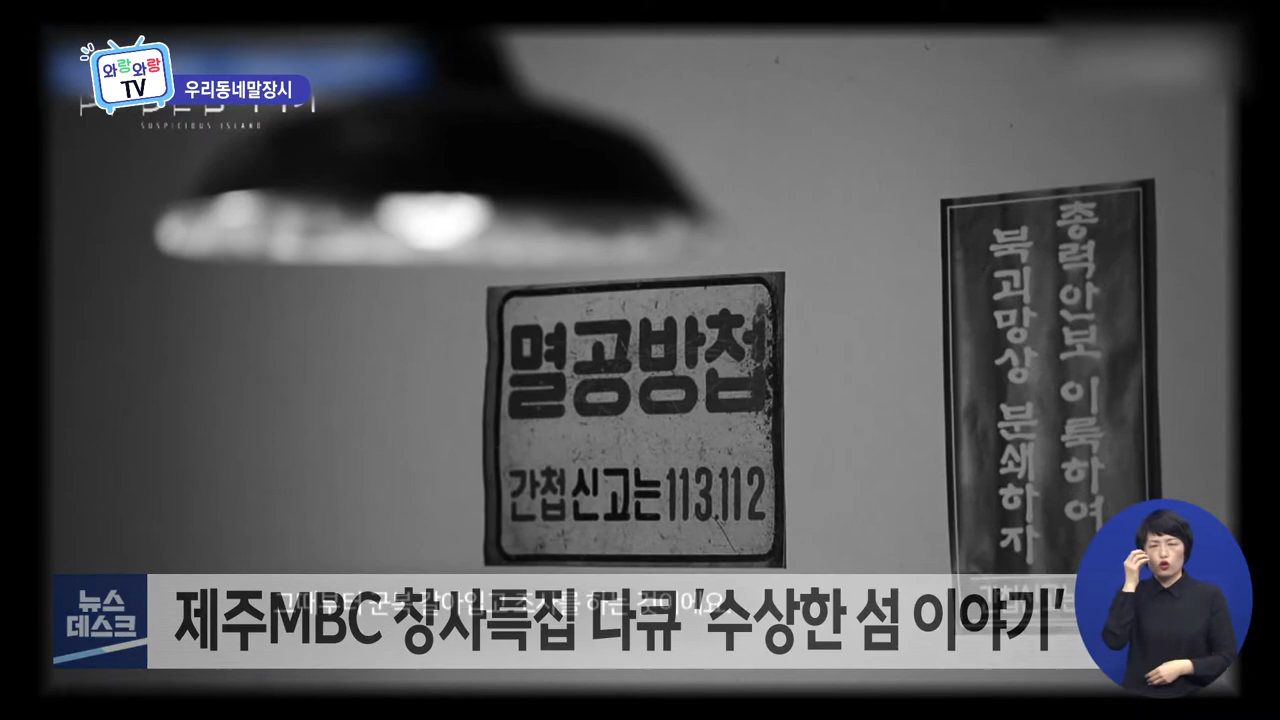 와랑와랑
TV
우리동네말장시
SUSPICIOUS ISLAND
멸공방첩
간첩신고는 113.112
총력안보 이룩하여
북괴망상 분쇄하자
뉴스
데스크
제주MBC 창사특집 다큐 '수상한 섬 이야기'